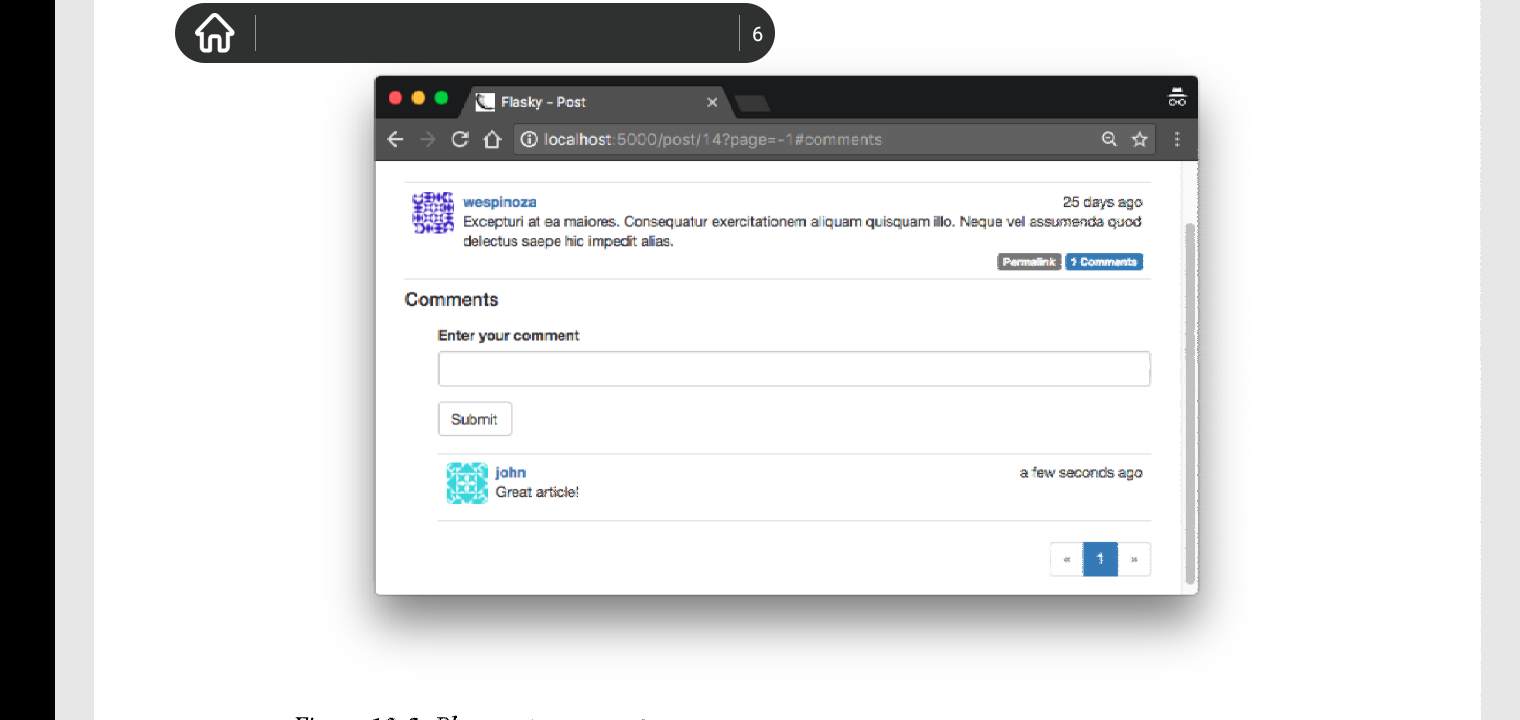 6
Flasky - Post
localhost:5000/post/14?page=-1#comments
wespinoza
25 days ago
Excepturi at ea maiores. Consequatur exercitationem aliquam quisquam illo. Neque vel assumenda quod
delectus saepe hic impedit alias.
Permalink 1 Comments
Comments
Enter your comment
Submit
john
a few seconds ago
Great article!
« 1 »